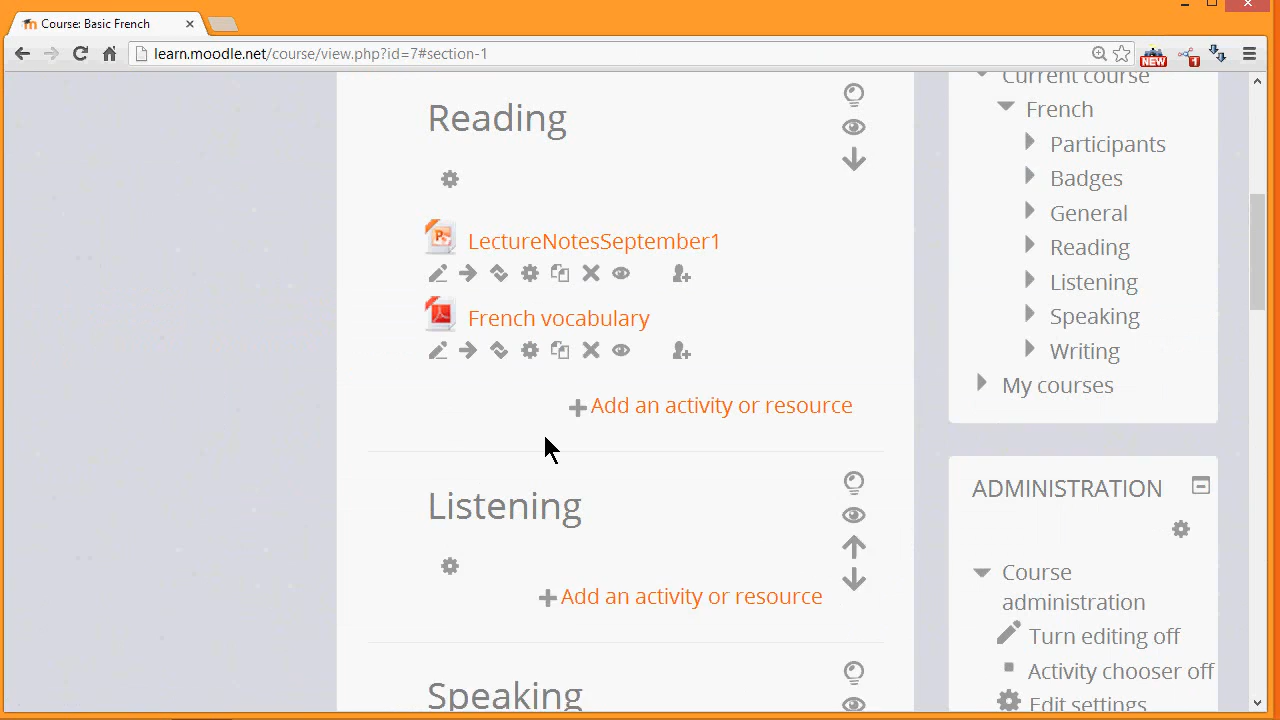 Course: Basic French
learn.moodle.net/course/view.php?id=7#section-1
NEW
1
Reading
LectureNotesSeptember1
French vocabulary
Add an activity or resource
Listening
Add an activity or resource
Speaking
Current course
French
Participants
Badges
General
Reading
Listening
Speaking
Writing
My courses
ADMINISTRATION
Course
administration
Turn editing off
Activity chooser off
Edit settings